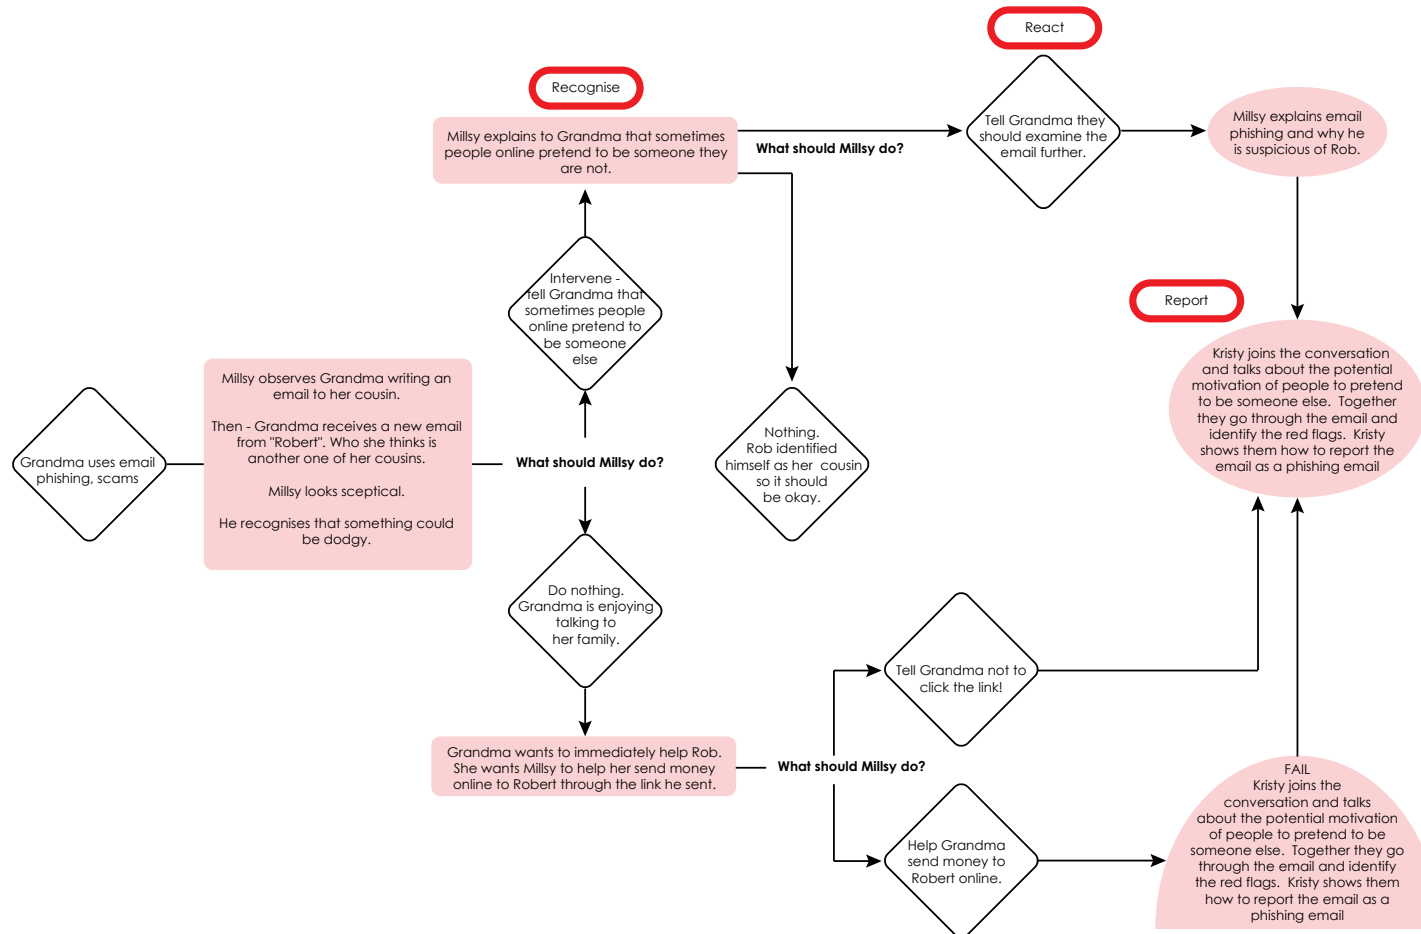 React
Recognise
Tell Grandma they
should examine the
email further.
Millsy explains email
phishing and why he
is suspicious of Rob.
Millsy explains to Grandma that sometimes
people online pretend to be someone they
are not.
What should Millsy do?
Intervene -
tell Grandma that
sometimes people
online pretend to
be someone
else
Report
Kristy joins the conversation
and talks about the potential
motivation of people to pretend
to be someone else. Together
they go through the email and
identify the red flags. Kristy
shows them how to report the
email as a phishing email
Grandma uses email
phishing, scams
Millsy observes Grandma writing an
email to her cousin.
Then - Grandma receives a new email
from "Robert". Who she thinks is
another one of her cousins.
Millsy looks sceptical.
He recognises that something could
be dodgy.
What should Millsy do?
Nothing.
Rob identified
himself as her cousin
so it should
be okay.
Do nothing.
Grandma is enjoying
talking to
her family.
Tell Grandma not to
click the link!
Grandma wants to immediately help Rob.
She wants Millsy to help her send money
online to Robert through the link he sent.
What should Millsy do?
Help Grandma
send money to
Robert online.
FAIL
Kristy joins the
conversation and talks
about the potential motivation
of people to pretend to be
someone else. Together they go
through the email and identify
the red flags. Kristy shows them
how to report the email as a
phishing email